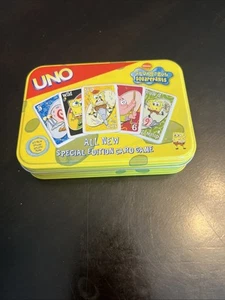 UNO
SPONGEBOB
SQUAREPANTS
ALL NEW
SPECIAL EDITION CARD GAME